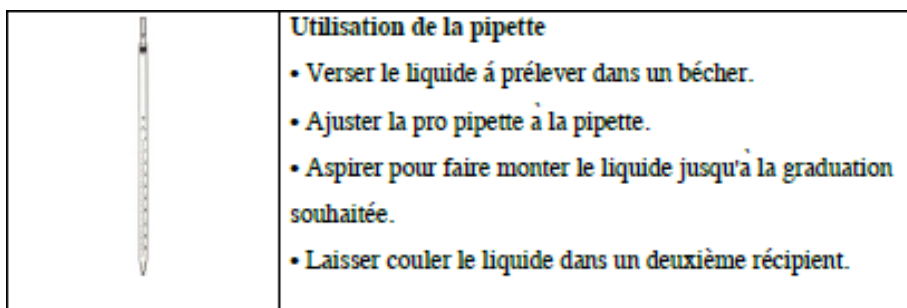 Utilisation de la pipette
• Verser le liquide á prélever dans un bécher.
• Ajuster la pro pipette à la pipette.
• Aspirer pour faire monter le liquide jusqu'à la graduation
souhaitée.
• Laisser couler le liquide dans un deuxième récipient.